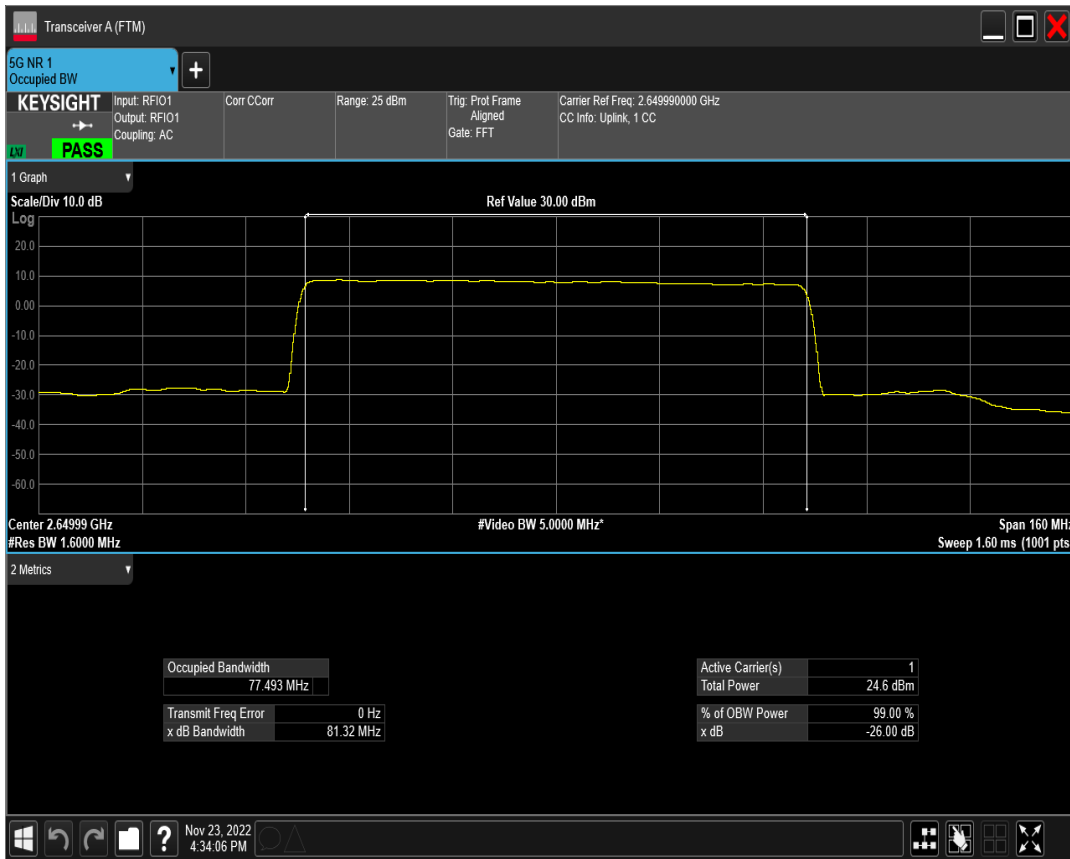 Transceiver A (FTM)
5G NR 1
Occupied BW
+
KEYSIGHT
LXI
PASS
Input: RFIO1
Output: RFIO1
Coupling: AC
Corr CCorr
Range: 25 dBm
Trig: Prot Frame
Aligned
Gate: FFT
Carrier Ref Freq: 2.649990000 GHz
CC Info: Uplink, 1 CC
1 Graph
Scale/Div 10.0 dB
Ref Value 30.00 dBm
Log
20.0
10.0
0.00
-10.0
-20.0
-30.0
-40.0
-50.0
-60.0
Center 2.64999 GHz
#Video BW 5.0000 MHz*
Span 160 MHz
#Res BW 1.6000 MHz
Sweep 1.60 ms (1001 pts
2 Metrics
Occupied Bandwidth
77.493 MHz
Transmit Freq Error 0 Hz
x dB Bandwidth 81.32 MHz
Active Carrier(s) 1
Total Power 24.6 dBm
% of OBW Power 99.00 %
x dB -26.00 dB
?
Nov 23, 2022
4:34:06 PM